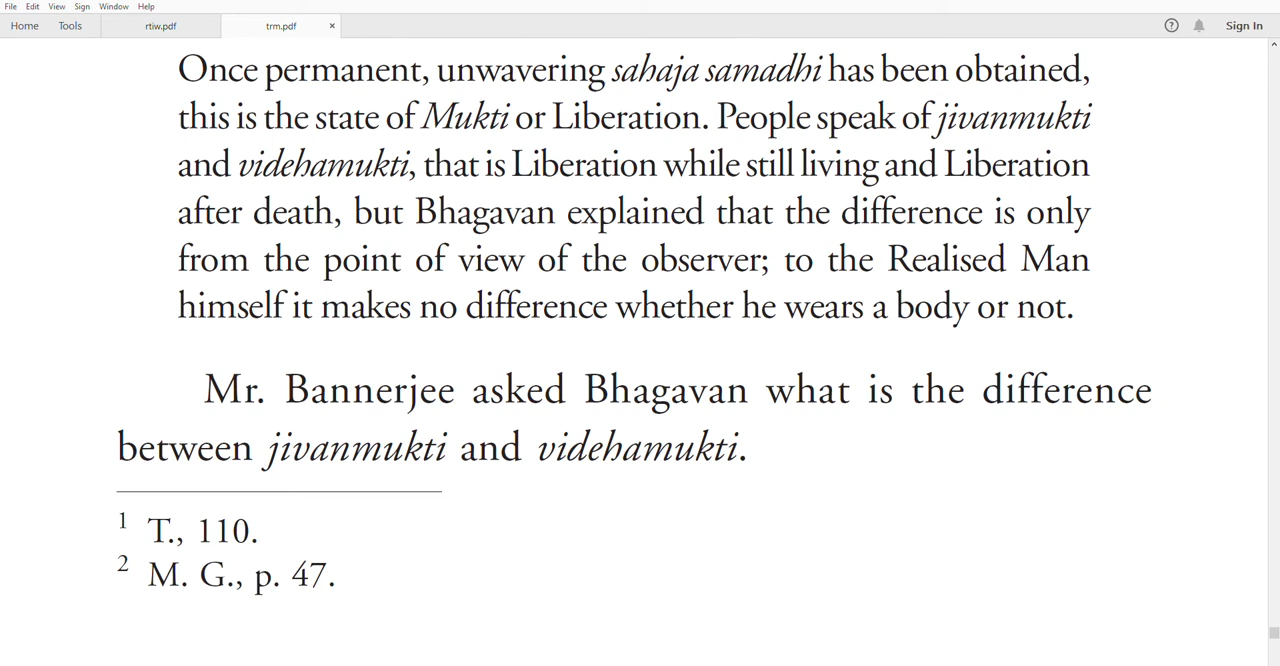 File Edit View Sign Window Help
Home Tools rtiw.pdf trm.pdf × ? Sign In
Once permanent, unwavering sahaja samadhi has been obtained,
this is the state of Mukti or Liberation. People speak of jivanmukti
and videhamukti, that is Liberation while still living and Liberation
after death, but Bhagavan explained that the difference is only
from the point of view of the observer; to the Realised Man
himself it makes no difference whether he wears a body or not.
Mr. Bannerjee asked Bhagavan what is the difference
between jivanmukti and videhamukti.
1 T., 110.
2 M. G., p. 47.